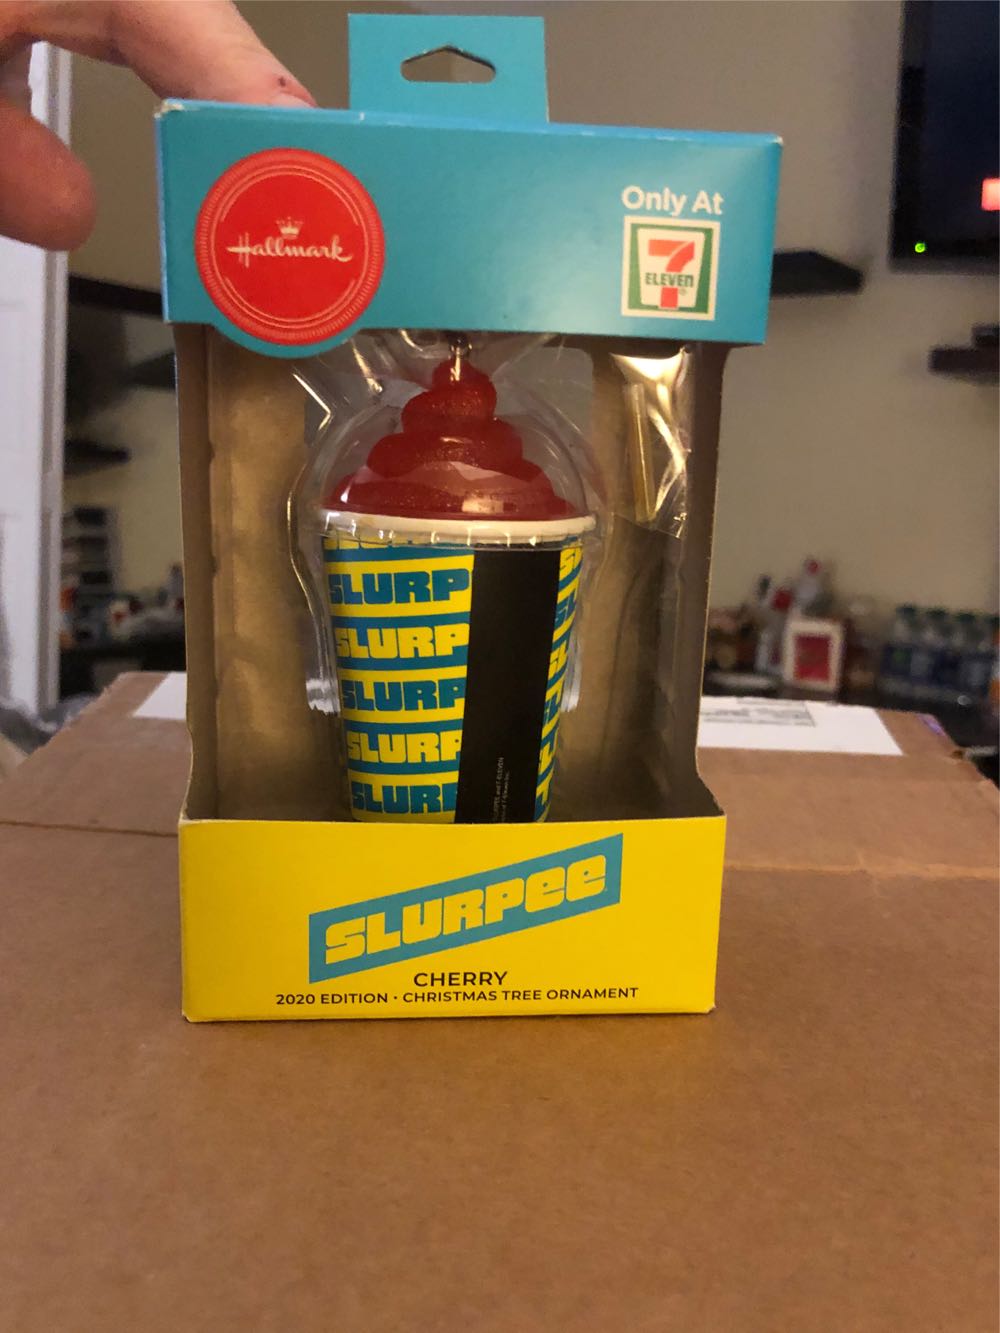 Only At
Hallmark
7
ELEVEN
SLURP
SLURP
SLURP
SLURP
SLURP
SLURPEE
CHERRY
2020 EDITION • CHRISTMAS TREE ORNAMENT